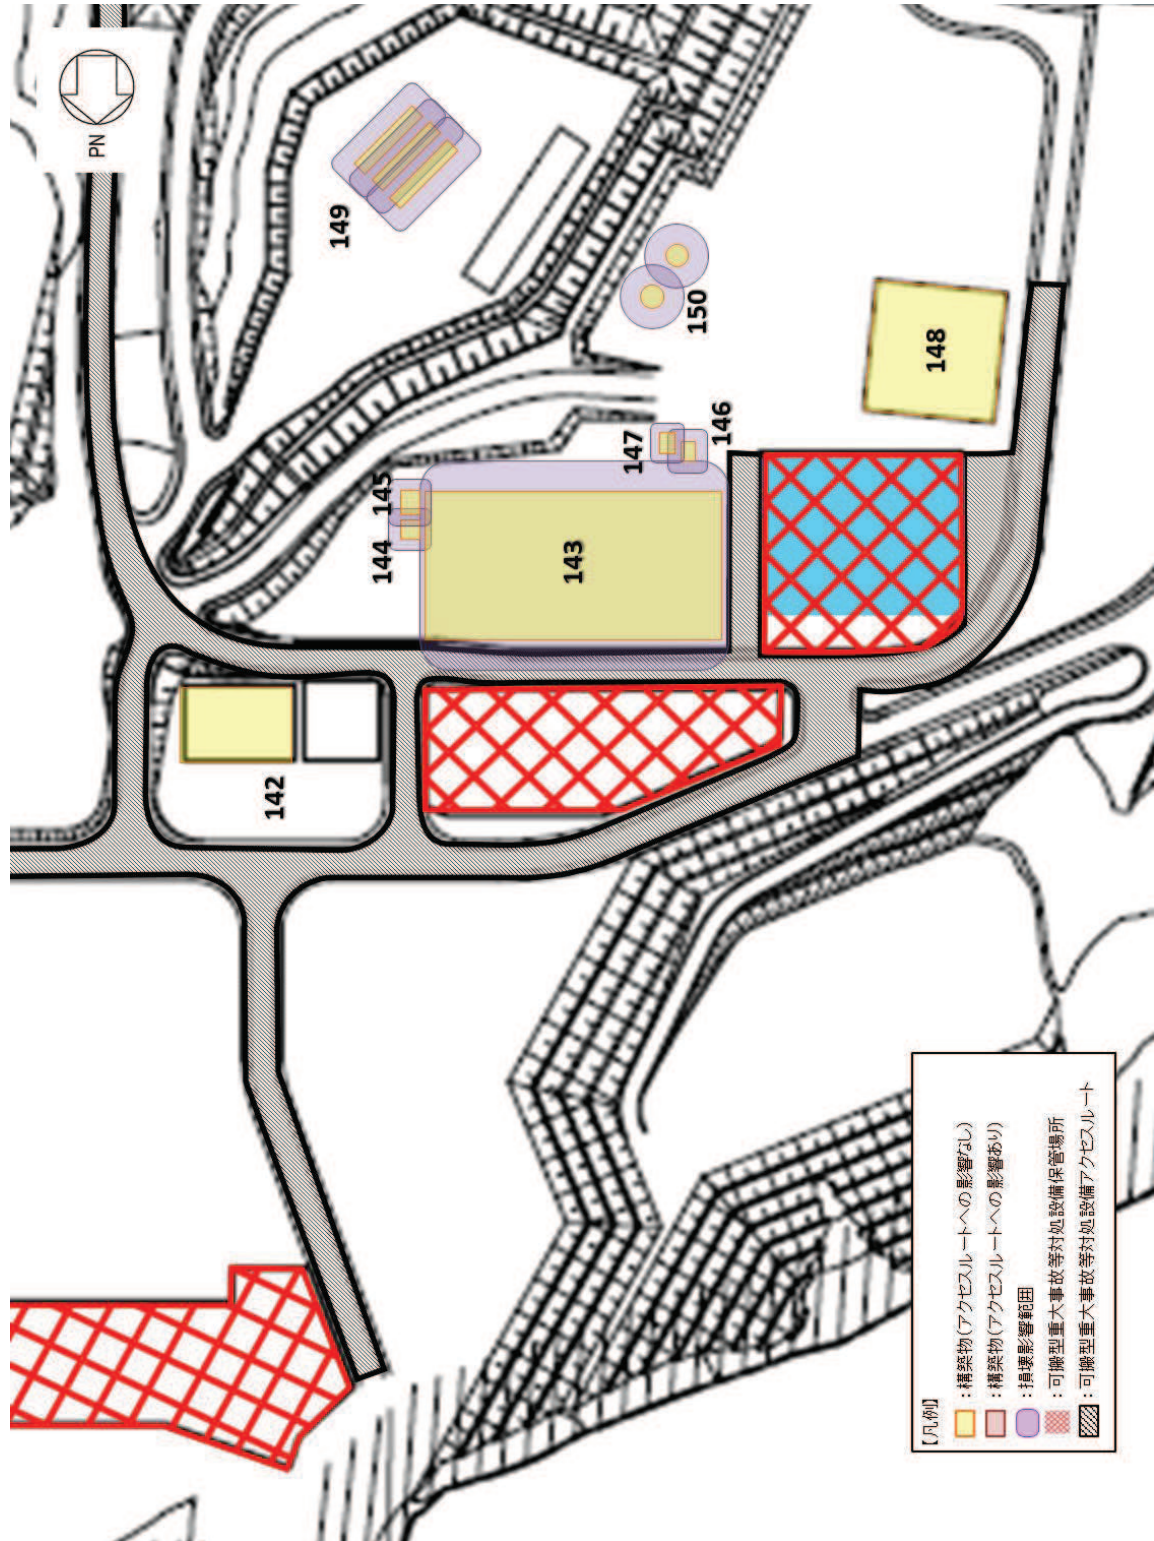 PN
149
150
148
147
146
145
144
143
142
【凡例】
：構築物(アクセスルートへの影響なし)
：構築物(アクセスルートへの影響あり)
：損壊影響範囲
：可搬型重大事故等対処設備保管場所
：可搬型重大事故等対処設備アクセスルート